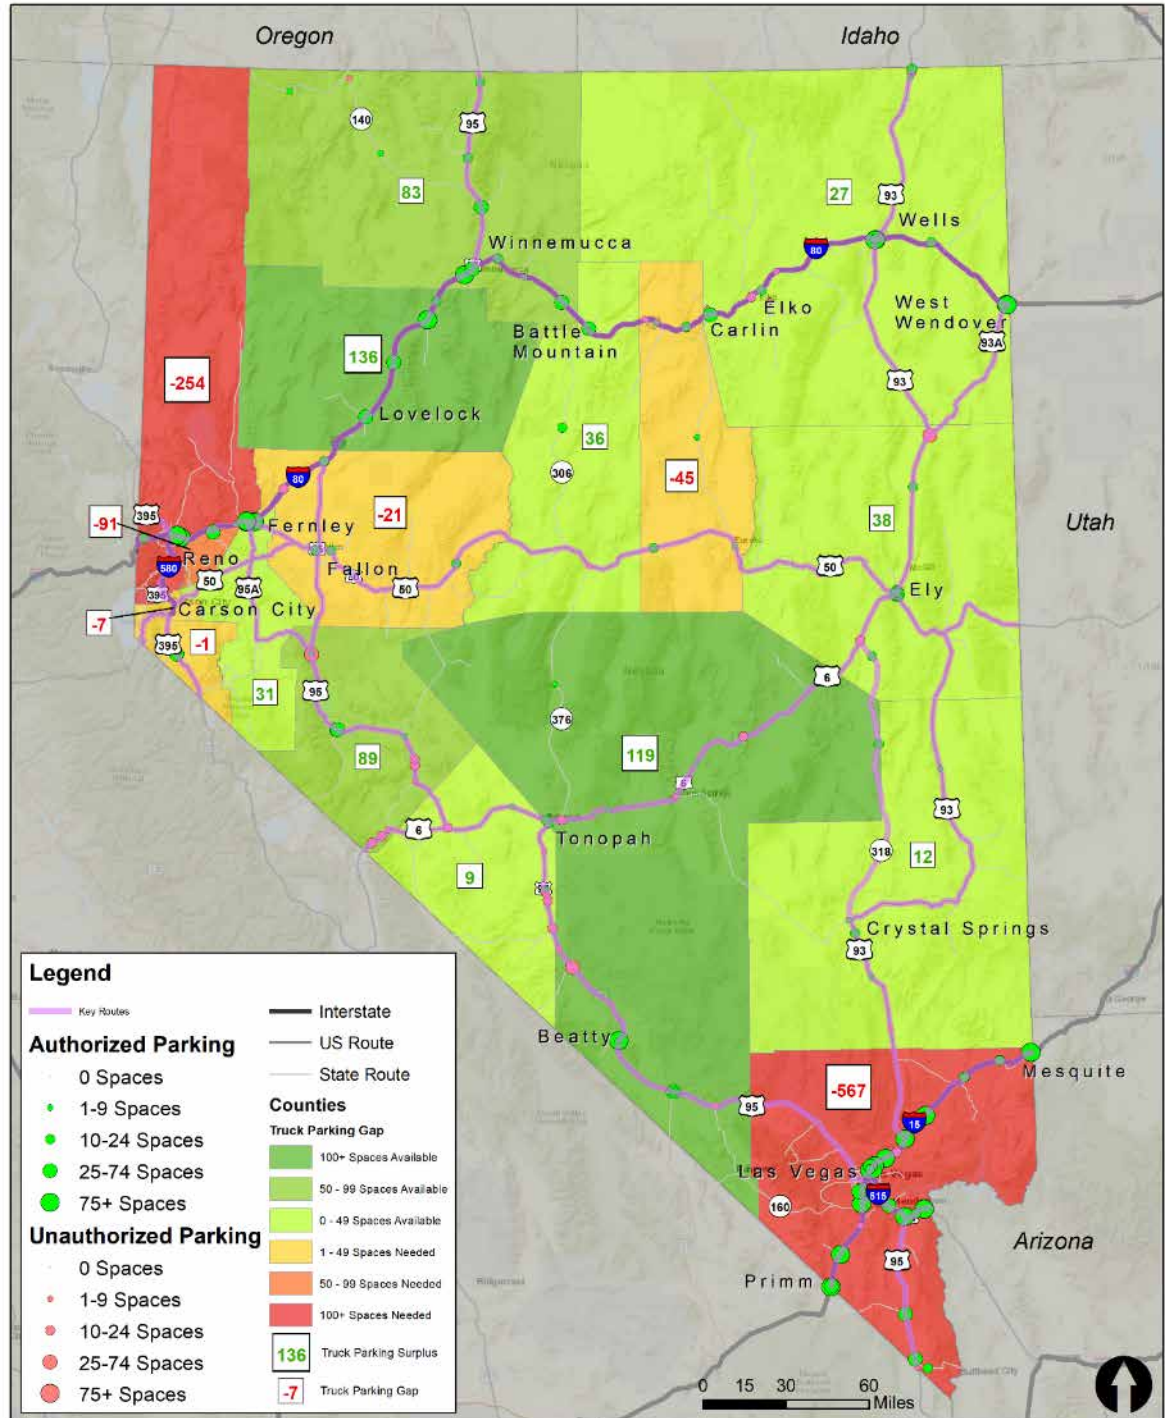 Oregon
Idaho
140
95
83
27
93
Wells
Winnemucca
80
Elko
West
Wendover
Battle
Mountain
Carlin
93A
136
93
-254
Lovelock
36
306
-45
80
-21
38
Utah
395
-91
Fernley
Reno
580
50
95A
Fallon
50
50
Ely
395
Carson City
-7
395
-1
31
95
6
376
89
119
6
93
6
Tonopah
318
12
9
Crystal Springs
93
Beatty
Mesquite
-567
95
15
Las Vegas
515
160
95
Arizona
Primm
Legend
Key Routes
Interstate
US Route
State Route
Authorized Parking
0 Spaces
1-9 Spaces
10-24 Spaces
25-74 Spaces
75+ Spaces
Unauthorized Parking
0 Spaces
1-9 Spaces
10-24 Spaces
25-74 Spaces
75+ Spaces
Counties
Truck Parking Gap
100+ Spaces Available
50 - 99 Spaces Available
0 - 49 Spaces Available
1 - 49 Spaces Needed
50 - 99 Spaces Needed
100+ Spaces Needed
136 Truck Parking Surplus
-7 Truck Parking Gap
0 15 30 60
Miles